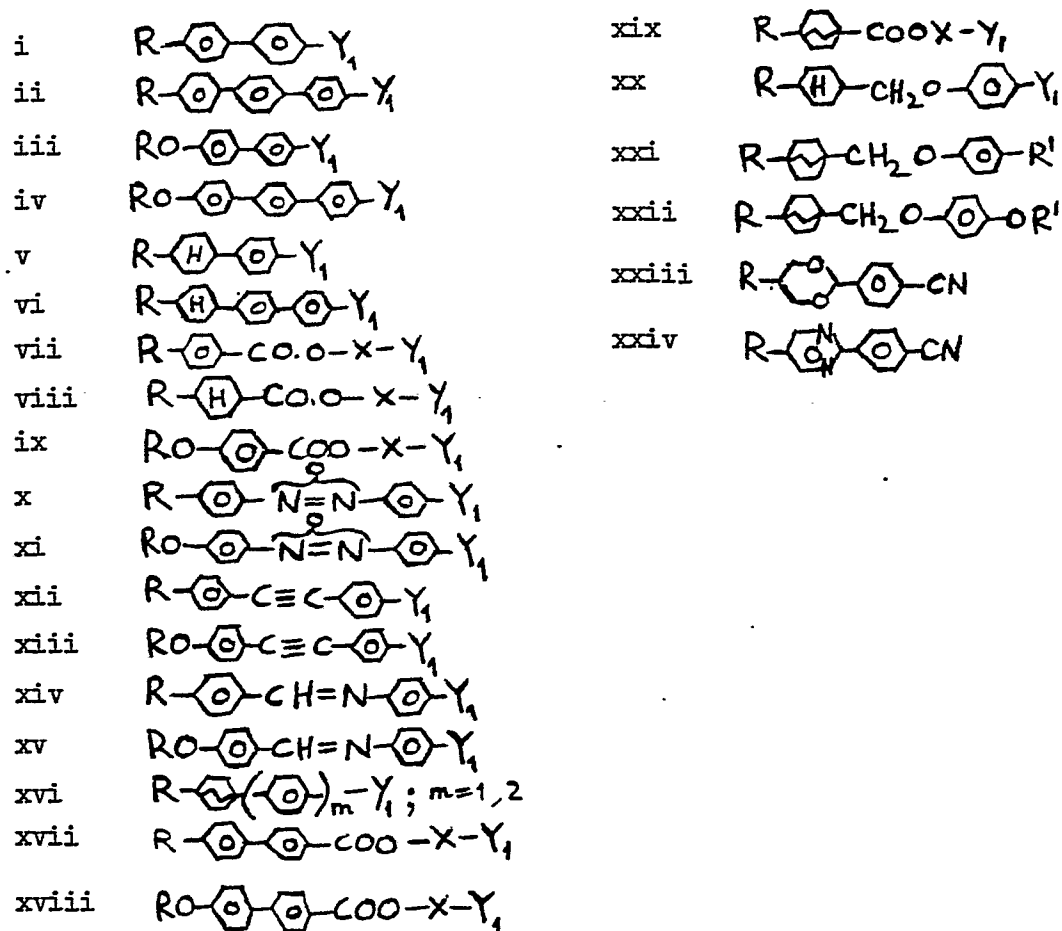 i R-⌬-⌬-Y₁
ii R-⌬-⌬-⌬-Y₁
iii RO-⌬-⌬-Y₁
iv RO-⌬-⌬-⌬-Y₁
v R-H-⌬-Y₁
vi R-H-⌬-⌬-Y₁
vii R-⌬-CO.O-X-Y₁
viii R-H-CO.O-X-Y₁
ix RO-⌬-COO-X-Y₁
x R-⌬-N=N-⌬-Y₁ O
xi RO-⌬-N=N-⌬-Y₁ O
xii R-⌬-C≡C-⌬-Y₁
xiii RO-⌬-C≡C-⌬-Y₁
xiv R-⌬-CH=N-⌬-Y₁
xv RO-⌬-CH=N-⌬-Y₁
xvi R-⌬-(⌬)m-Y₁; m=1,2
xvii R-⌬-⌬-COO-X-Y₁
xviii RO-⌬-⌬-COO-X-Y₁
xix R-⌬-COOX-Y₁
xx R-H-CH₂O-⌬-Y₁
xxi R-⌬-CH₂O-⌬-R'
xxii R-⌬-CH₂O-⌬-OR'
xxiii R-O O-⌬-CN
xxiv R-N N-⌬-CN